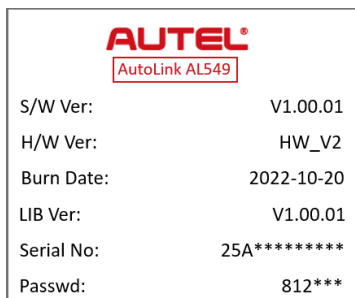 AUTEL®
AutoLink AL549
S/W Ver: V1.00.01
H/W Ver: HW_V2
Burn Date: 2022-10-20
LIB Ver: V1.00.01
Serial No: 25A*********
Passwd: 812***